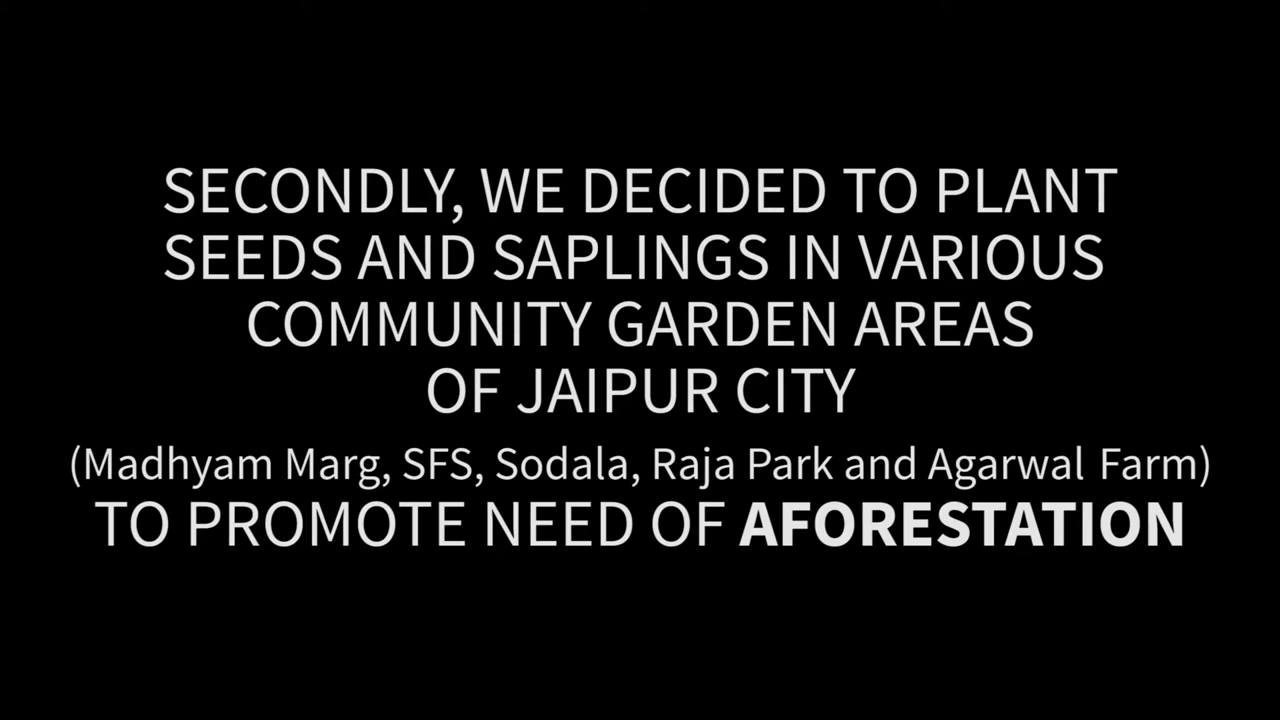 SECONDLY, WE DECIDED TO PLANT
SEEDS AND SAPLINGS IN VARIOUS
COMMUNITY GARDEN AREAS
OF JAIPUR CITY
(Madhyam Marg, SFS, Sodala, Raja Park and Agarwal Farm)
TO PROMOTE NEED OF AFORESTATION